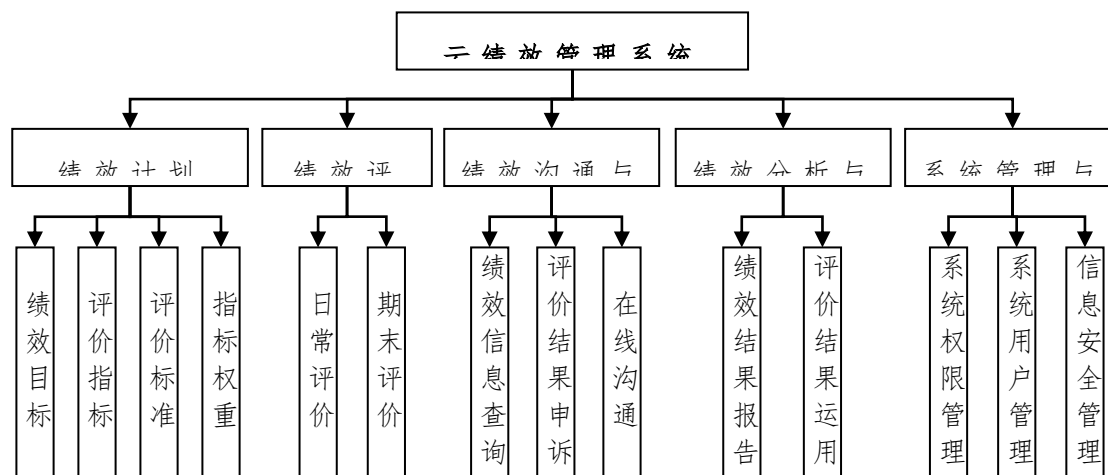 云绩效管理系统
绩效计划
绩效评
绩效沟通与
绩效分析与
系统管理与
绩效目标
评价指标
评价标准
指标权重
日常评价
期末评价
绩效信息查询
评价结果申诉
在线沟通
绩效结果报告
评价结果运用
系统权限管理
系统用户管理
信息安全管理